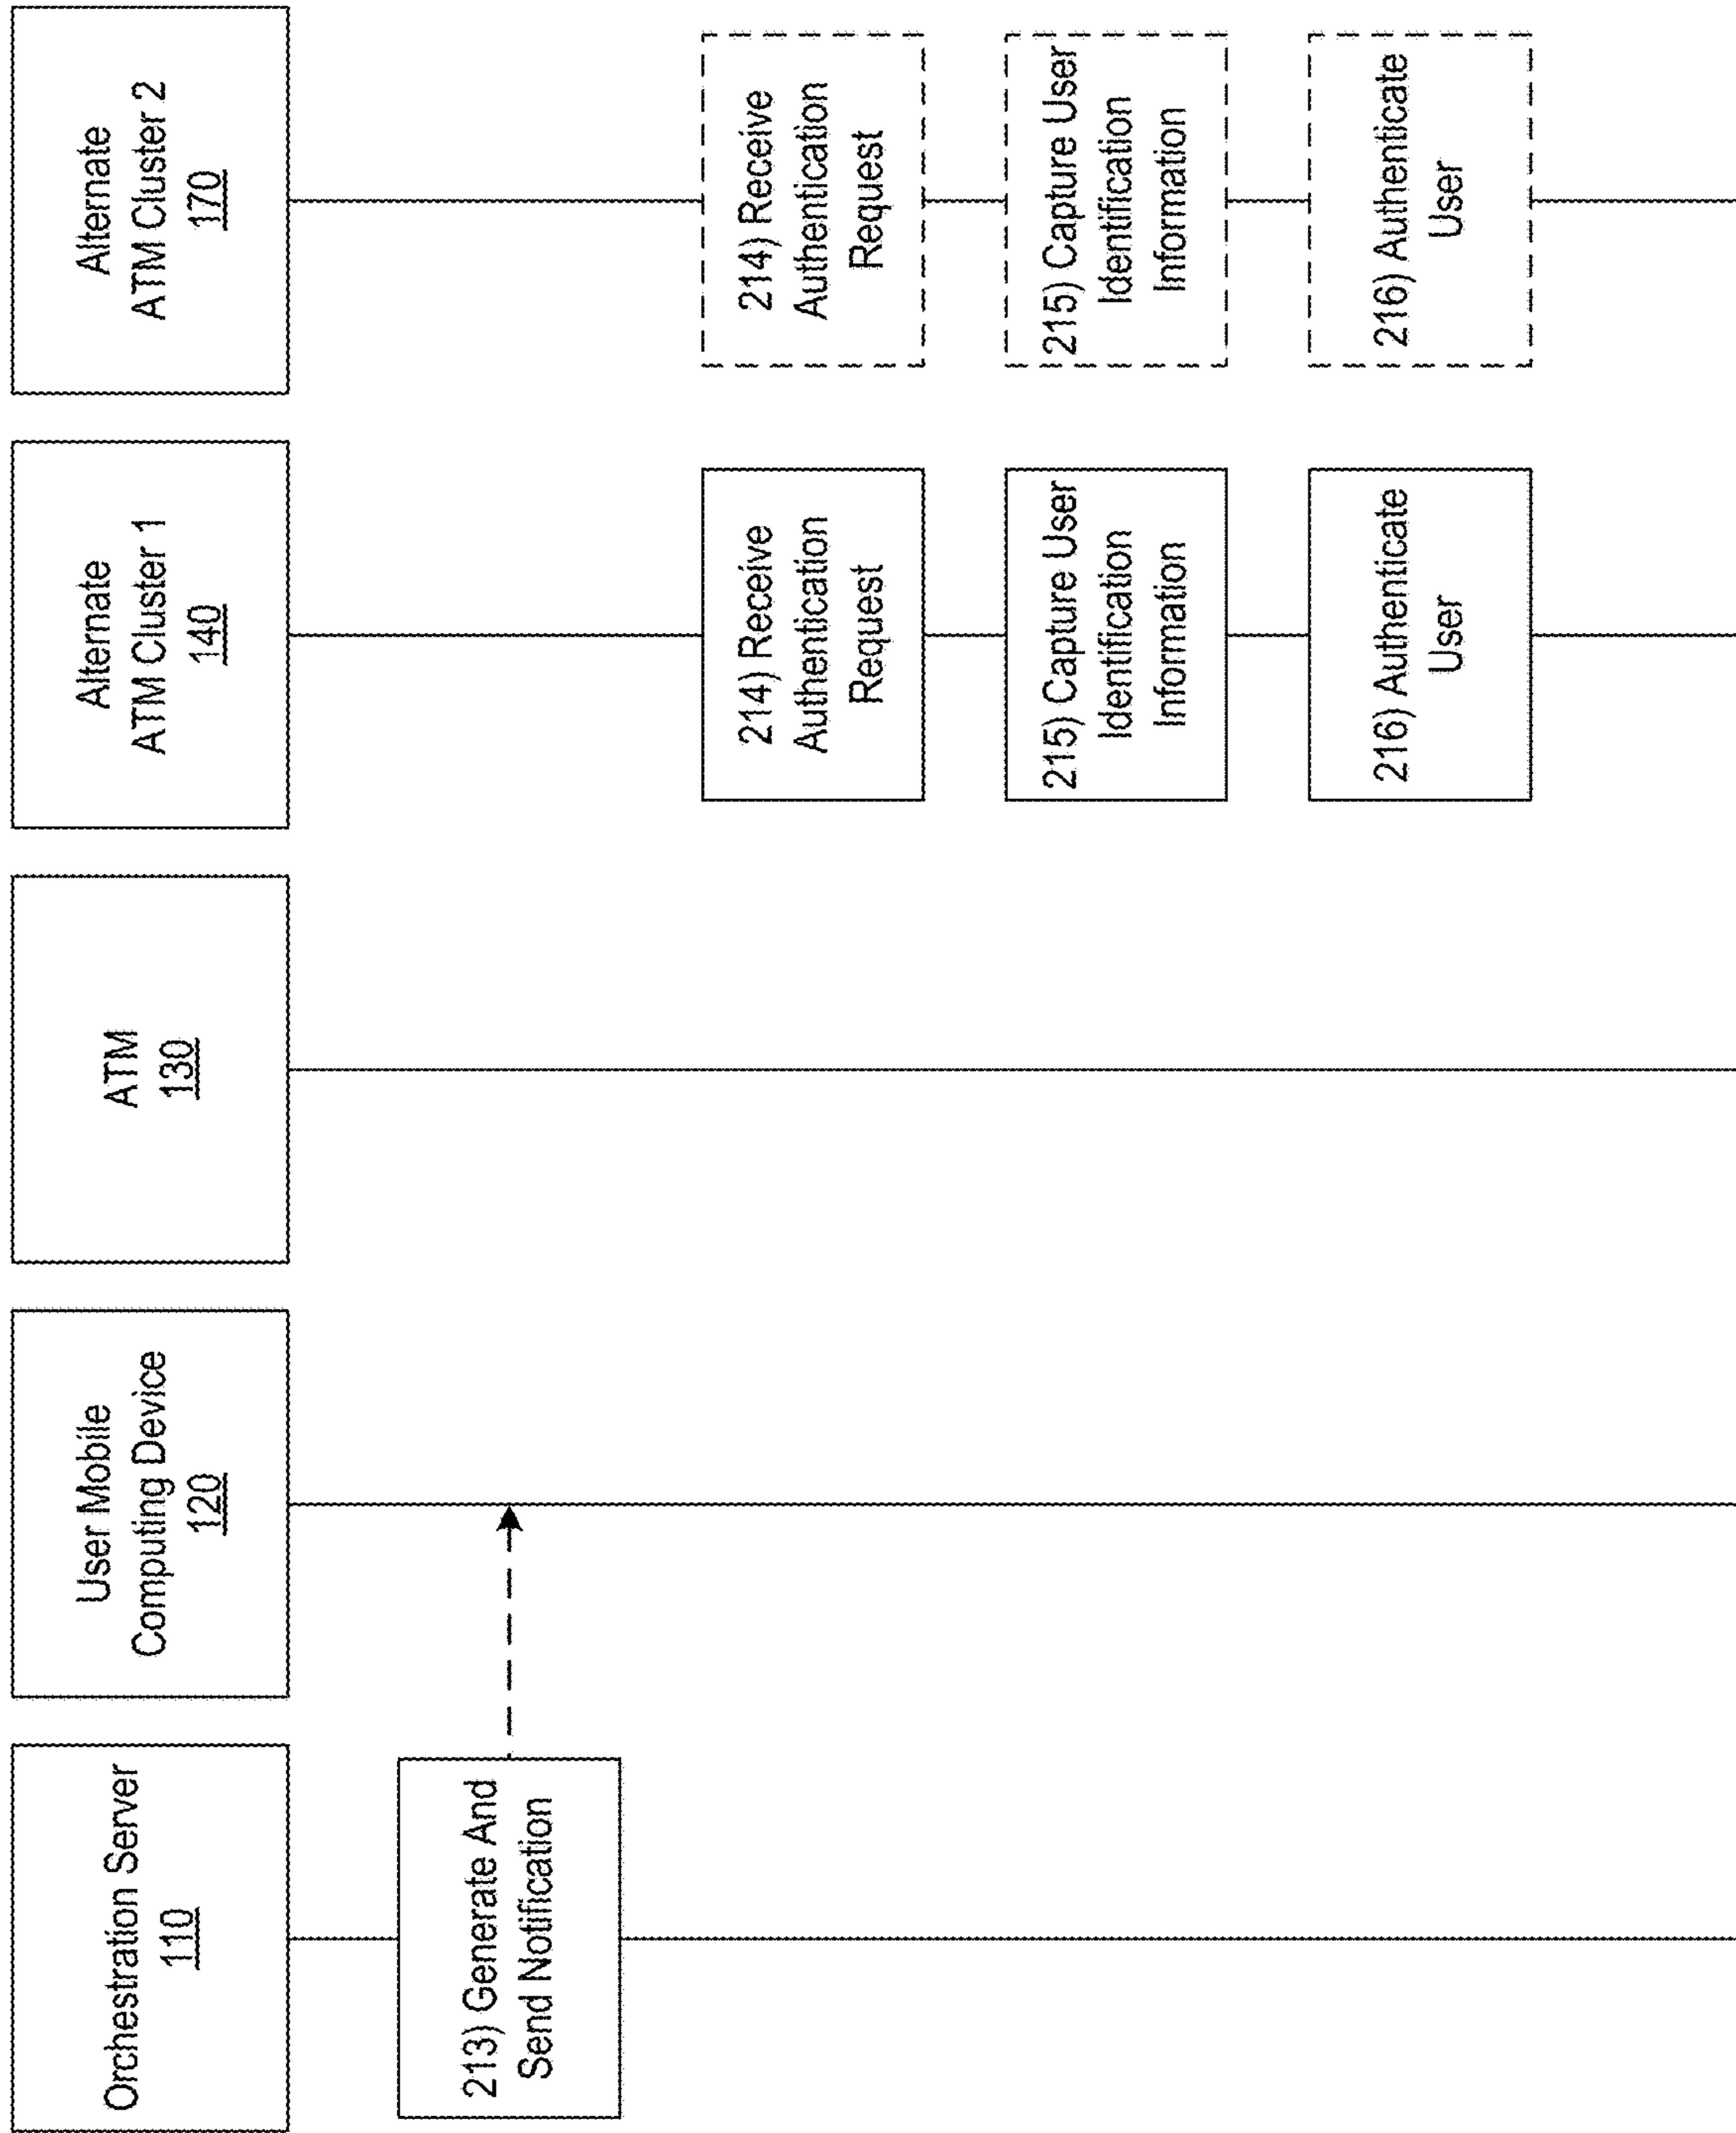 Orchestration Server
110
User Mobile
Computing Device
120
ATM
130
Alternate
ATM Cluster 1
140
Alternate
ATM Cluster 2
170
213) Generate And
Send Notification
214) Receive
Authentication
Request
214) Receive
Authentication
Request
215) Capture User
Identification
Information
215) Capture User
Identification
Information
216) Authenticate
User
216) Authenticate
User